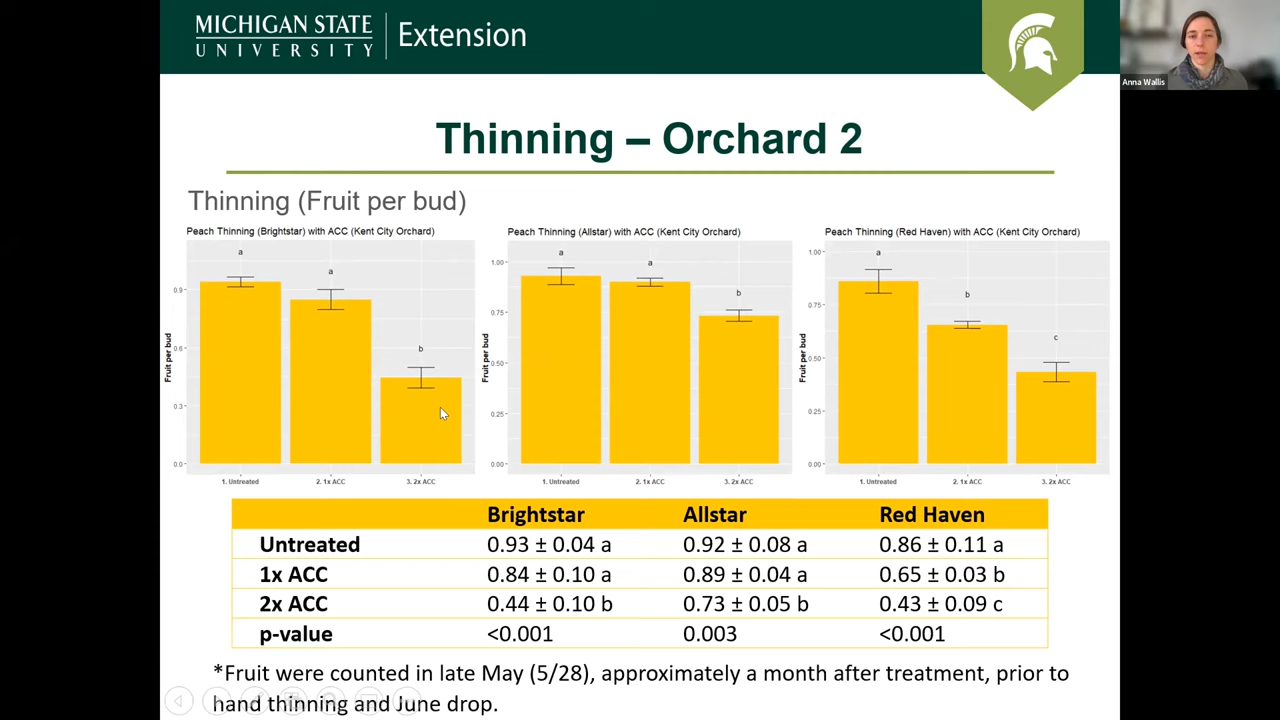 MICHIGAN STATE
UNIVERSITY
Extension
Anna Wallis
Thinning – Orchard 2
Thinning (Fruit per bud)
Peach Thinning (Brightstar) with ACC (Kent City Orchard)
Fruit per bud
0.9
0.6
0.3
0.0
a
a
b
1. Untreated
2. 1x ACC
3. 2x ACC
Peach Thinning (Allstar) with ACC (Kent City Orchard)
Fruit per bud
1.00
0.75
0.50
0.25
0.00
a
a
b
1. Untreated
2. 1x ACC
3. 2x ACC
Peach Thinning (Red Haven) with ACC (Kent City Orchard)
Fruit per bud
1.00
0.75
0.50
0.25
0.00
a
b
c
1. Untreated
2. 1x ACC
3. 2x ACC
Brightstar Allstar Red Haven
Untreated 0.93 ± 0.04 a 0.92 ± 0.08 a 0.86 ± 0.11 a
1x ACC 0.84 ± 0.10 a 0.89 ± 0.04 a 0.65 ± 0.03 b
2x ACC 0.44 ± 0.10 b 0.73 ± 0.05 b 0.43 ± 0.09 c
p-value <0.001 0.003 <0.001
*Fruit were counted in late May (5/28), approximately a month after treatment, prior to
hand thinning and June drop.